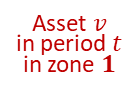 Asset v
in period t
in zone 1